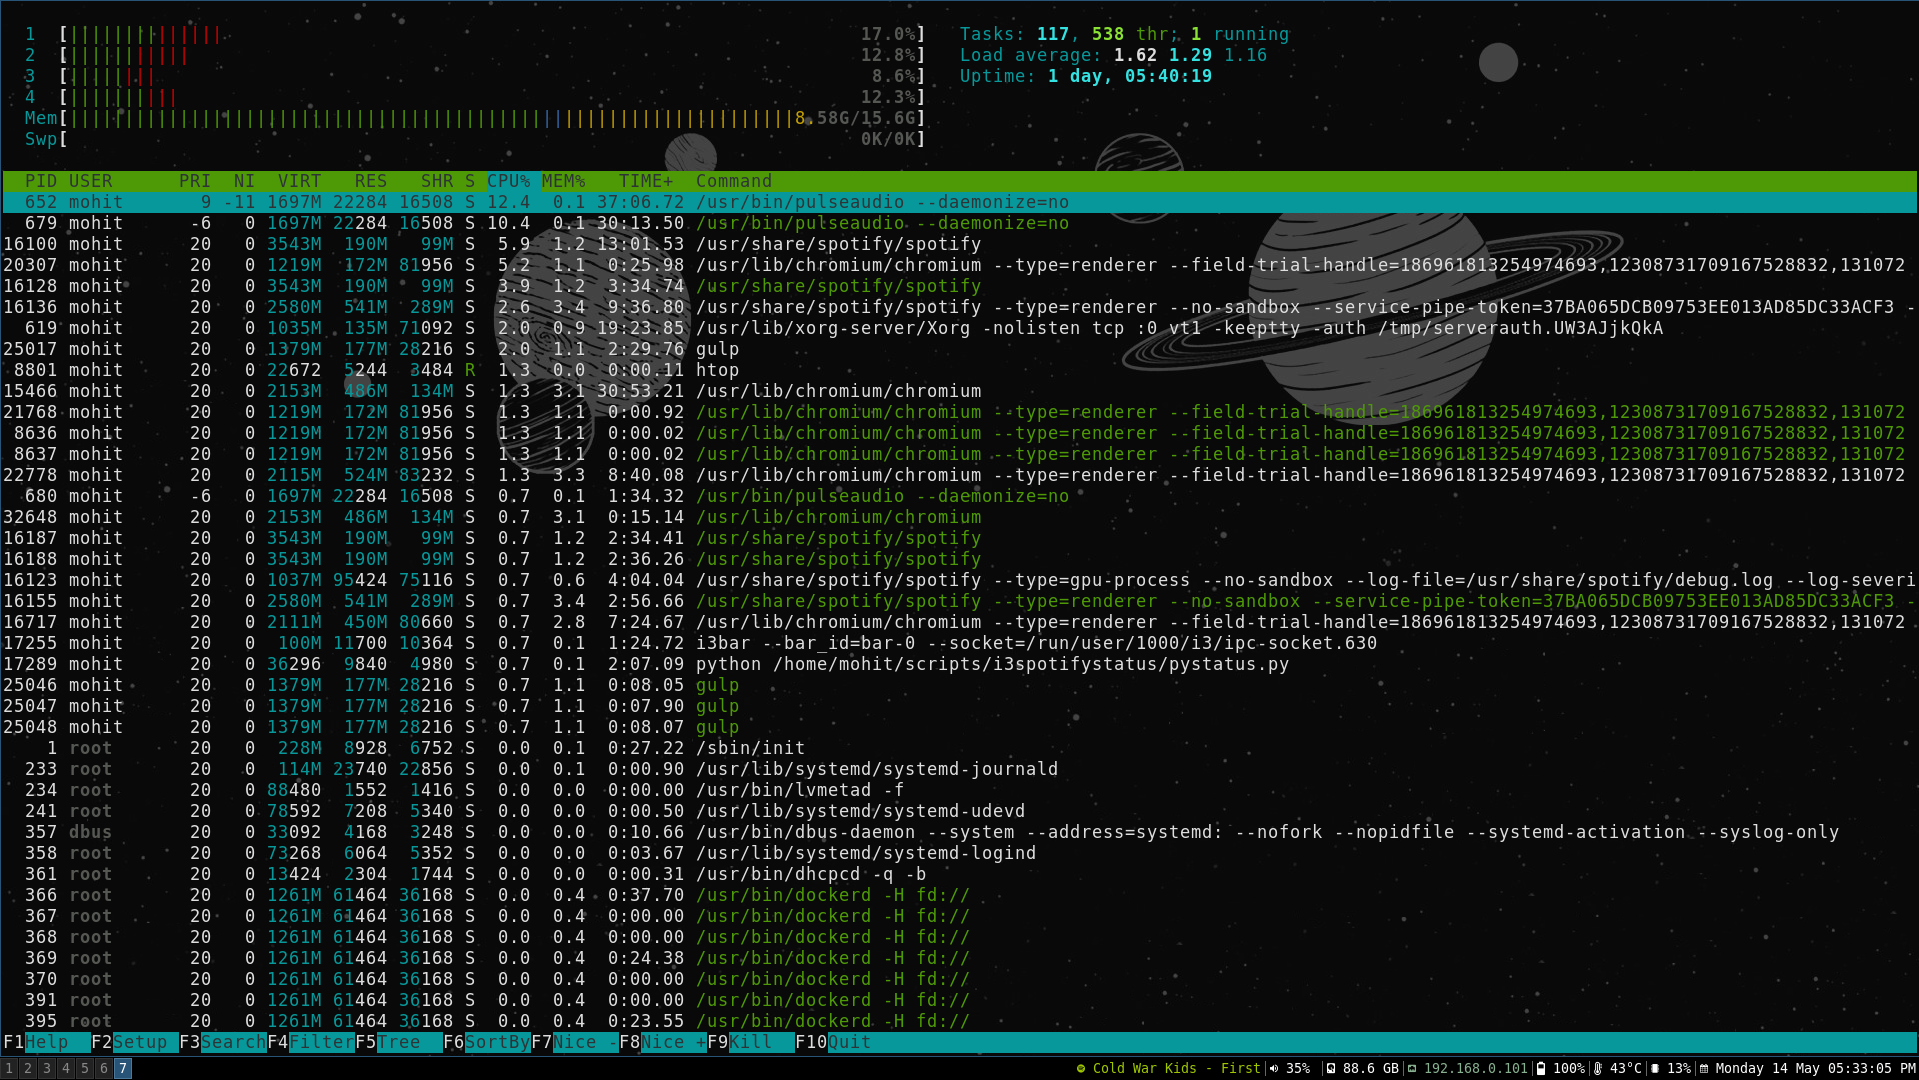 1 [ 17.0%] Tasks: 117, 538 thr; 1 running
2 [ 12.8%] Load average: 1.62 1.29 1.16
3 [ 8.6%] Uptime: 1 day, 05:40:19
4 [ 12.3%]
Mem[ 8.58G/15.6G]
Swp[ 0K/0K]
PID USER PRI NI VIRT RES SHR S CPU% MEM% TIME+ Command
652 mohit 9 -11 1697M 22284 16508 S 12.4 0.1 37:06.72 /usr/bin/pulseaudio --daemonize=no
679 mohit -6 0 1697M 22284 16508 S 10.4 0.1 30:13.50 /usr/bin/pulseaudio --daemonize=no
16100 mohit 20 0 3543M 190M 99M S 5.9 1.2 13:01.53 /usr/share/spotify/spotify
20307 mohit 20 0 1219M 172M 81956 S 5.2 1.1 0:25.98 /usr/lib/chromium/chromium --type=renderer --field-trial-handle=186961813254974693,12308731709167528832,131072
16128 mohit 20 0 3543M 190M 99M S 3.9 1.2 3:34.74 /usr/share/spotify/spotify
16136 mohit 20 0 2580M 541M 289M S 2.6 3.4 9:36.80 /usr/share/spotify/spotify --type=renderer --no-sandbox --service-pipe-token=37BA065DCB09753EE013AD85DC33ACF3 -
619 mohit 20 0 1035M 135M 71092 S 2.0 0.9 19:23.85 /usr/lib/xorg-server/Xorg -nolisten tcp :0 vt1 -keeptty -auth /tmp/serverauth.UW3AJjkQkA
25017 mohit 20 0 1379M 177M 28216 S 2.0 1.1 2:29.76 gulp
8801 mohit 20 0 22672 5244 3484 R 1.3 0.0 0:00.11 htop
15466 mohit 20 0 2153M 486M 134M S 1.3 3.1 30:53.21 /usr/lib/chromium/chromium
21768 mohit 20 0 1219M 172M 81956 S 1.3 1.1 0:00.92 /usr/lib/chromium/chromium --type=renderer --field-trial-handle=186961813254974693,12308731709167528832,131072
8636 mohit 20 0 1219M 172M 81956 S 1.3 1.1 0:00.02 /usr/lib/chromium/chromium --type=renderer --field-trial-handle=186961813254974693,12308731709167528832,131072
8637 mohit 20 0 1219M 172M 81956 S 1.3 1.1 0:00.02 /usr/lib/chromium/chromium --type=renderer --field-trial-handle=186961813254974693,12308731709167528832,131072
22778 mohit 20 0 2115M 524M 83232 S 1.3 3.3 8:40.08 /usr/lib/chromium/chromium --type=renderer --field-trial-handle=186961813254974693,12308731709167528832,131072
680 mohit -6 0 1697M 22284 16508 S 0.7 0.1 1:34.32 /usr/bin/pulseaudio --daemonize=no
32648 mohit 20 0 2153M 486M 134M S 0.7 3.1 0:15.14 /usr/lib/chromium/chromium
16187 mohit 20 0 3543M 190M 99M S 0.7 1.2 2:34.41 /usr/share/spotify/spotify
16188 mohit 20 0 3543M 190M 99M S 0.7 1.2 2:36.26 /usr/share/spotify/spotify
16123 mohit 20 0 1037M 95424 75116 S 0.7 0.6 4:04.04 /usr/share/spotify/spotify --type=gpu-process --no-sandbox --log-file=/usr/share/spotify/debug.log --log-severi
16155 mohit 20 0 2580M 541M 289M S 0.7 3.4 2:56.66 /usr/share/spotify/spotify --type=renderer --no-sandbox --service-pipe-token=37BA065DCB09753EE013AD85DC33ACF3 -
16717 mohit 20 0 2111M 450M 80660 S 0.7 2.8 7:24.67 /usr/lib/chromium/chromium --type=renderer --field-trial-handle=186961813254974693,12308731709167528832,131072
17255 mohit 20 0 100M 11700 10364 S 0.7 0.1 1:24.72 i3bar --bar_id=bar-0 --socket=/run/user/1000/i3/ipc-socket.630
17289 mohit 20 0 36296 9840 4980 S 0.7 0.1 2:07.09 python /home/mohit/scripts/i3spotifystatus/pystatus.py
25046 mohit 20 0 1379M 177M 28216 S 0.7 1.1 0:08.05 gulp
25047 mohit 20 0 1379M 177M 28216 S 0.7 1.1 0:07.90 gulp
25048 mohit 20 0 1379M 177M 28216 S 0.7 1.1 0:08.07 gulp
1 root 20 0 228M 8928 6752 S 0.0 0.1 0:27.22 /sbin/init
233 root 20 0 114M 23740 22856 S 0.0 0.1 0:00.90 /usr/lib/systemd/systemd-journald
234 root 20 0 88480 1552 1416 S 0.0 0.0 0:00.00 /usr/bin/lvmetad -f
241 root 20 0 78592 7208 5340 S 0.0 0.0 0:00.50 /usr/lib/systemd/systemd-udevd
357 dbus 20 0 33092 4168 3248 S 0.0 0.0 0:10.66 /usr/bin/dbus-daemon --system --address=systemd: --nofork --nopidfile --systemd-activation --syslog-only
358 root 20 0 73268 6064 5352 S 0.0 0.0 0:03.67 /usr/lib/systemd/systemd-logind
361 root 20 0 13424 2304 1744 S 0.0 0.0 0:00.31 /usr/bin/dhcpcd -q -b
366 root 20 0 1261M 61464 36168 S 0.0 0.4 0:37.70 /usr/bin/dockerd -H fd://
367 root 20 0 1261M 61464 36168 S 0.0 0.4 0:00.00 /usr/bin/dockerd -H fd://
368 root 20 0 1261M 61464 36168 S 0.0 0.4 0:00.00 /usr/bin/dockerd -H fd://
369 root 20 0 1261M 61464 36168 S 0.0 0.4 0:24.38 /usr/bin/dockerd -H fd://
370 root 20 0 1261M 61464 36168 S 0.0 0.4 0:00.00 /usr/bin/dockerd -H fd://
391 root 20 0 1261M 61464 36168 S 0.0 0.4 0:00.00 /usr/bin/dockerd -H fd://
395 root 20 0 1261M 61464 36168 S 0.0 0.4 0:23.55 /usr/bin/dockerd -H fd://
F1Help F2Setup F3SearchF4FilterF5Tree F6SortByF7Nice -F8Nice +F9Kill F10Quit
1 2 3 4 5 6 7 Cold War Kids - First 35% 88.6 GB 192.168.0.101 100% 43°C 13% Monday 14 May 05:33:05 PM